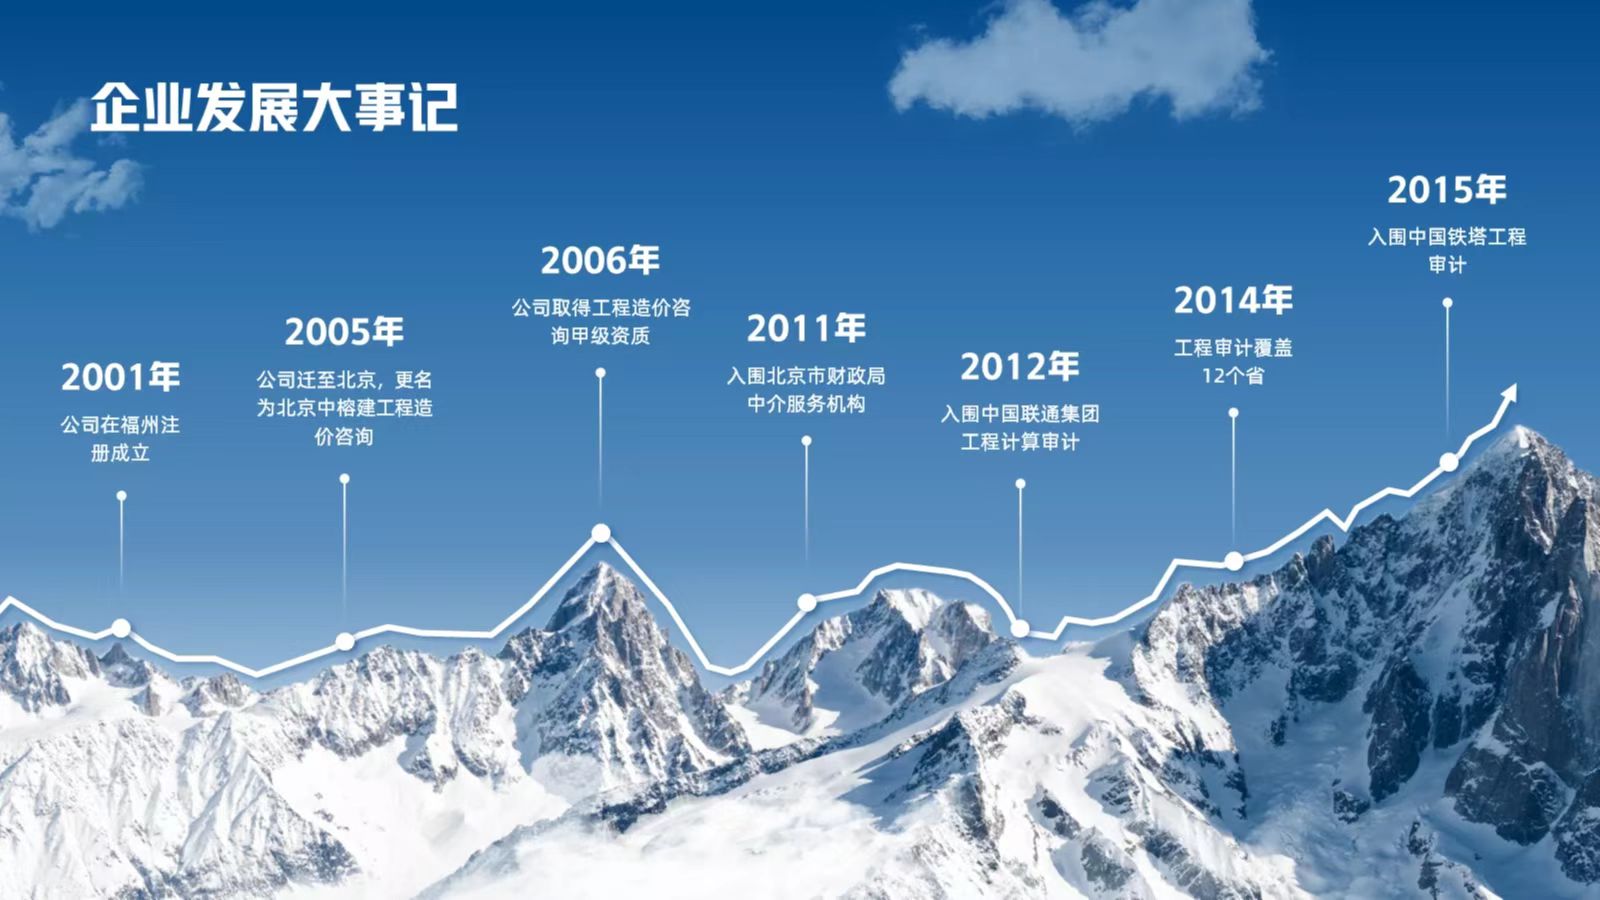 企业发展大事记
2001年
公司在福州注
册成立
2005年
公司迁至北京，更名
为北京中榕建工程造
价咨询
2006年
公司取得工程造价咨
询甲级资质
2011年
入围北京市财政局
中介服务机构
2012年
入围中国联通集团
工程计算审计
2014年
工程审计覆盖
12个省
2015年
入围中国铁塔工程
审计